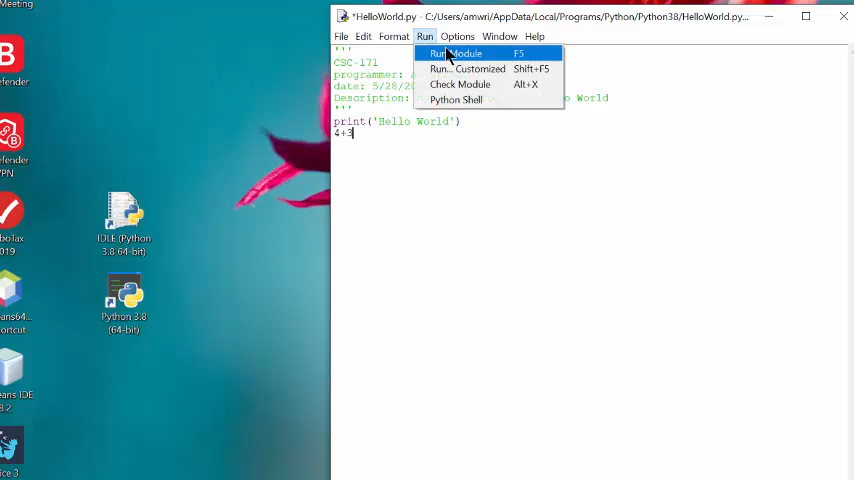 Meeting
*HelloWorld.py - C:/Users/amwri/AppData/Local/Programs/Python/Python38/HelloWorld.py...
File Edit Format Run Options Window Help
'''
Run Module F5
CSC-171
Run... Customized Shift+F5
programmer: a
Check Module Alt+X
date: 5/28/20
Python Shell
Description: lo World
'''
print('Hello World')
4+3
efender
efender
VPN
IDLE (Python
3.8 64-bit)
boTax
019
Python 3.8
(64-bit)
eans64...
ortcut
eans IDE
8.2
ice 3